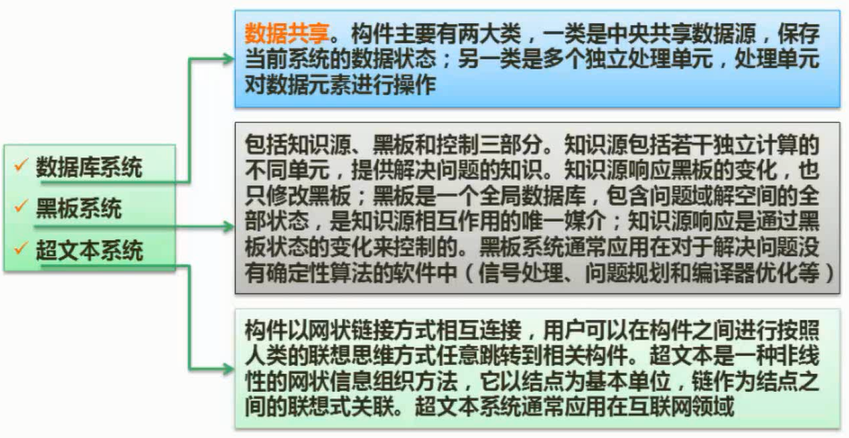 数据库系统
黑板系统
超文本系统
数据共享。构件主要有两大类，一类是中央共享数据源，保存
当前系统的数据状态；另一类是多个独立处理单元，处理单元
对数据元素进行操作
包括知识源、黑板和控制三部分。知识源包括若干独立计算的
不同单元，提供解决问题的知识。知识源响应黑板的变化，也
只修改黑板；黑板是一个全局数据库，包含问题域解空间的全
部状态，是知识源相互作用的唯一媒介；知识源响应是通过黑
板状态的变化来控制的。黑板系统通常应用在对于解决问题没
有确定性算法的软件中（信号处理、问题规划和编译器优化等）
构件以网状链接方式相互连接，用户可以在构件之间进行按照
人类的联想思维方式任意跳转到相关构件。超文本是一种非线
性的网状信息组织方法，它以结点为基本单位，链作为结点之
间的联想式关联。超文本系统通常应用在互联网领域